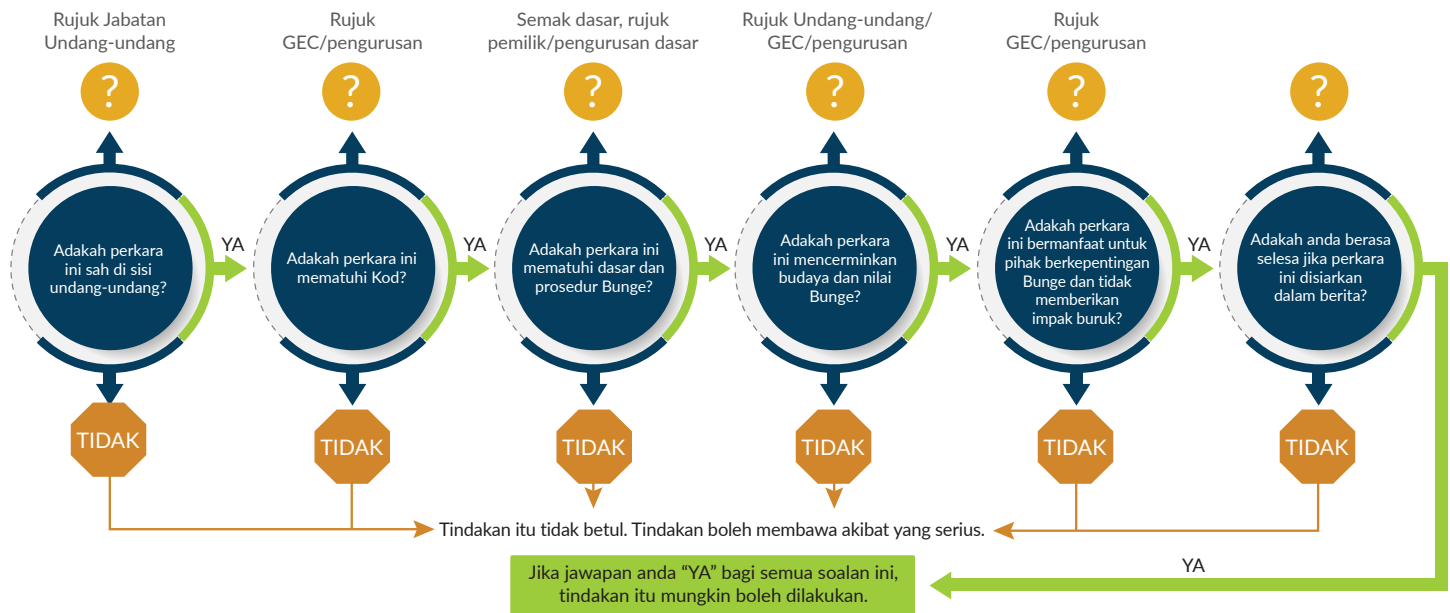 Rujuk Jabatan
Undang-undang
Rujuk
GEC/pengurusan
Semak dasar, rujuk
pemilik/pengurusan dasar
Rujuk Undang-undang/
GEC/pengurusan
Rujuk
GEC/pengurusan
?
?
?
?
?
?
Adakah perkara
ini sah di sisi
undang-undang?
YA
Adakah perkara ini
mematuhi Kod?
YA
Adakah perkara ini
mematuhi dasar dan
prosedur Bunge?
YA
Adakah perkara
ini mencerminkan
budaya dan nilai
Bunge?
YA
Adakah perkara
ini bermanfaat untuk
pihak berkepentingan
Bunge dan tidak
memberikan
impak buruk?
YA
Adakah anda berasa
selesa jika perkara
ini disiarkan
dalam berita?
TIDAK
TIDAK
TIDAK
TIDAK
TIDAK
TIDAK
Tindakan itu tidak betul. Tindakan boleh membawa akibat yang serius.
YA
Jika jawapan anda “YA” bagi semua soalan ini,
tindakan itu mungkin boleh dilakukan.